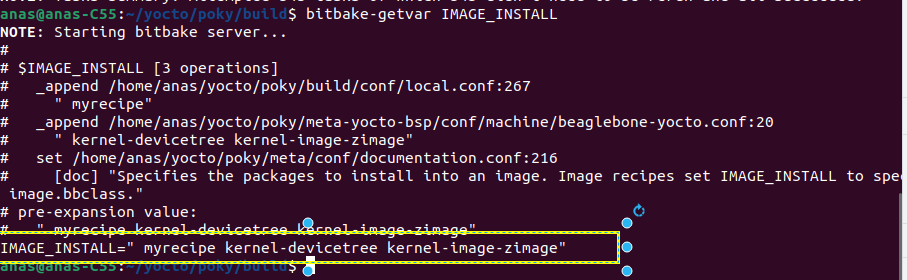 anas@anas-C55:~/yocto/poky/build$ bitbake-getvar IMAGE_INSTALL
NOTE: Starting bitbake server...
#
# $IMAGE_INSTALL [3 operations]
#   _append /home/anas/yocto/poky/build/conf/local.conf:267
#     " myrecipe"
#   _append /home/anas/yocto/poky/meta-yocto-bsp/conf/machine/beaglebone-yocto.conf:20
#     " kernel-devicetree kernel-image-zimage"
#   set /home/anas/yocto/poky/meta/conf/documentation.conf:216
#     [doc] "Specifies the packages to install into an image. Image recipes set IMAGE_INSTALL to spec
image.bbclass."
# pre-expansion value:
#   " myrecipe kernel-devicetree kernel-image-zimage"
IMAGE_INSTALL=" myrecipe kernel-devicetree kernel-image-zimage"
anas@anas-C55:~/yocto/poky/build$